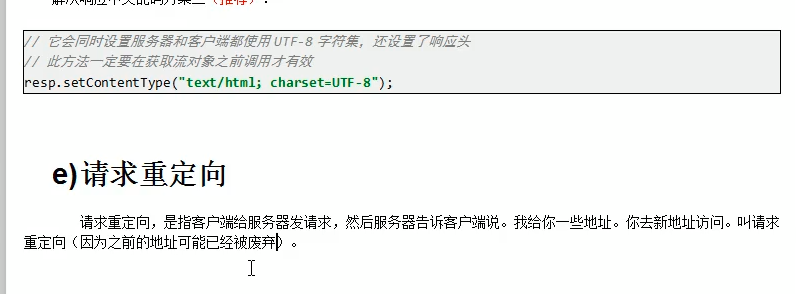 解决响应中文乱码方案二（推荐）：
// 它会同时设置服务器和客户端都使用 UTF-8 字符集，还设置了响应头
// 此方法一定要在获取流对象之前调用才有效
resp.setContentType("text/html; charset=UTF-8");
e)请求重定向
请求重定向，是指客户端给服务器发请求，然后服务器告诉客户端说。我给你一些地址。你去新地址访问。叫请求
重定向（因为之前的地址可能已经被废弃）。